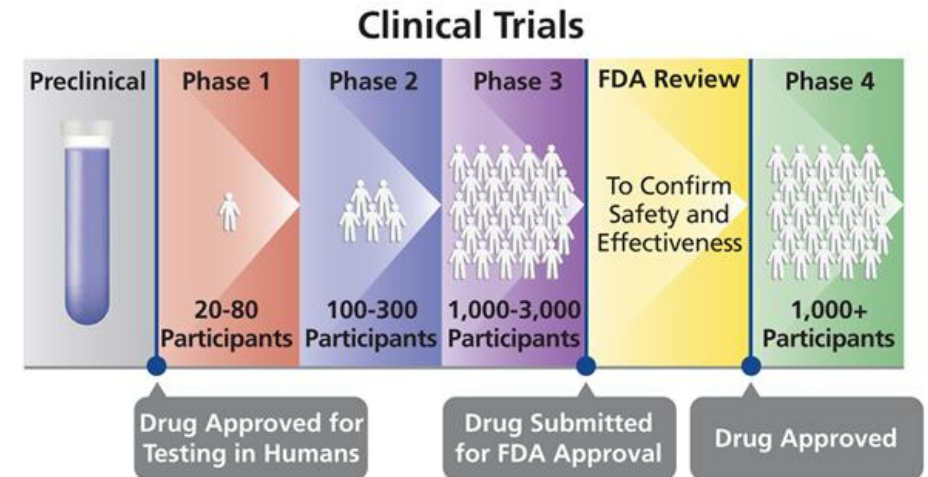 Clinical Trials
Preclinical
Phase 1
Phase 2
Phase 3
FDA Review
Phase 4
To Confirm
Safety and
Effectiveness
20-80
Participants
100-300
Participants
1,000-3,000
Participants
1,000+
Participants
Drug Approved for
Testing in Humans
Drug Submitted
for FDA Approval
Drug Approved